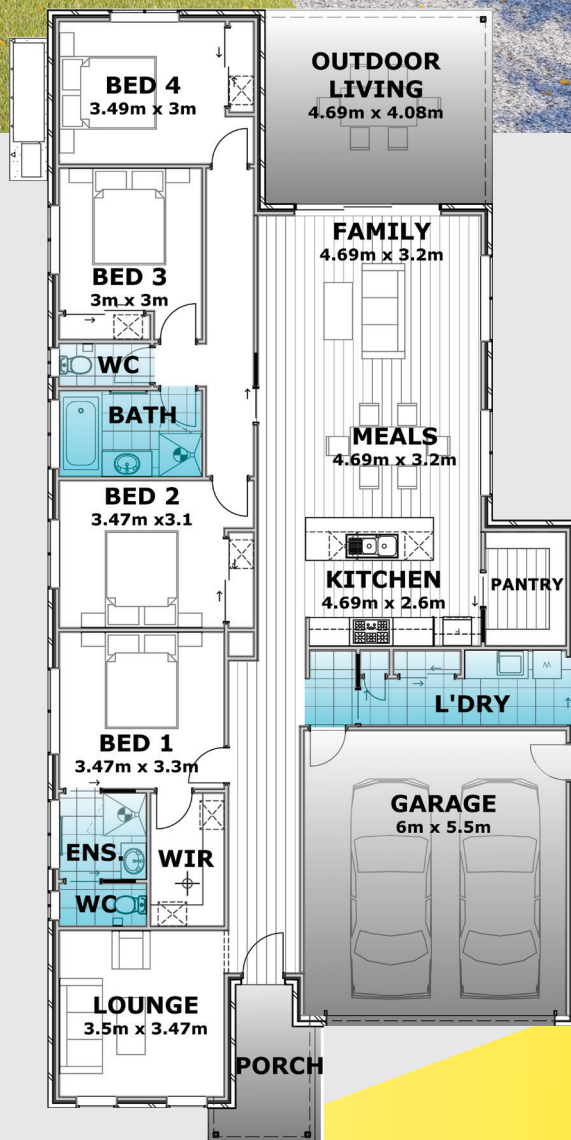 BED 4
3.49m x 3m
OUTDOOR
LIVING
4.69m x 4.08m
FAMILY
4.69m x 3.2m
BED 3
3m x 3m
WC
BATH
MEALS
4.69m x 3.2m
BED 2
3.47m x3.1
KITCHEN
4.69m x 2.6m
PANTRY
W
L'DRY
BED 1
3.47m x 3.3m
GARAGE
6m x 5.5m
ENS.
WIR
WC
LOUNGE
3.5m x 3.47m
PORCH